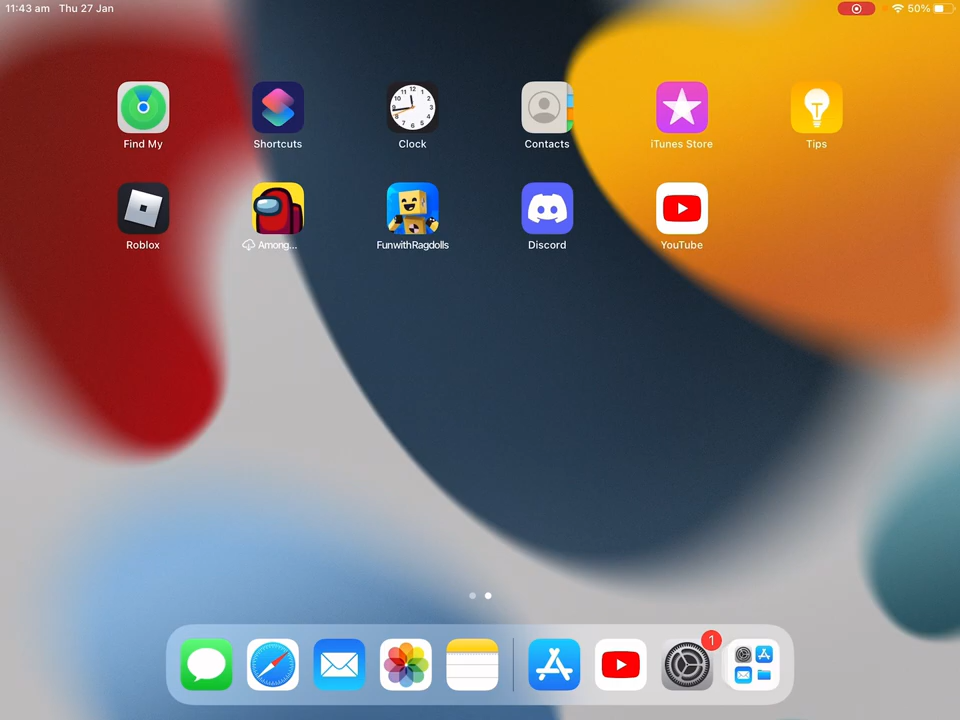 11:43 am Thu 27 Jan 50%
Find My Shortcuts Clock Contacts iTunes Store Tips
Roblox Among... FunwithRagdolls Discord YouTube
1